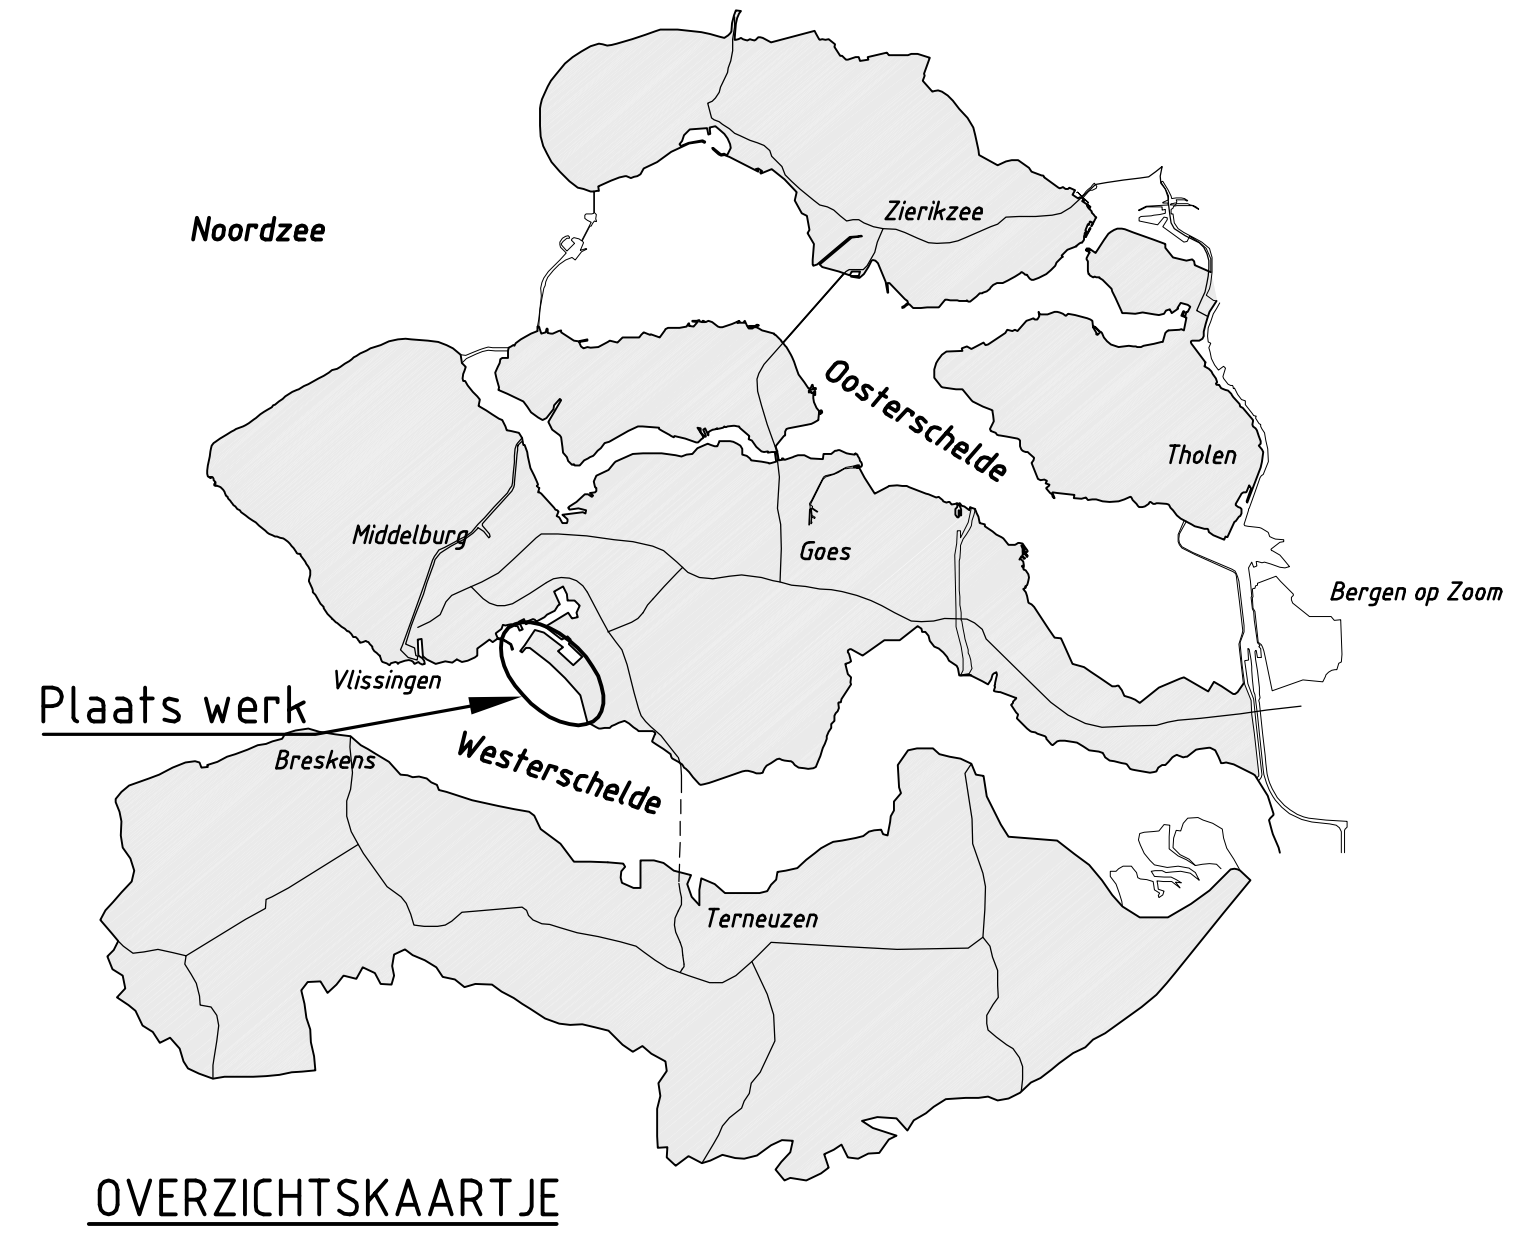 Noordzee
Zierikzee
Oosterschelde
Tholen
Middelburg
Goes
Bergen op Zoom
Vlissingen
Plaats werk
Breskens
Westerschelde
Terneuzen
OVERZICHTSKAARTJE